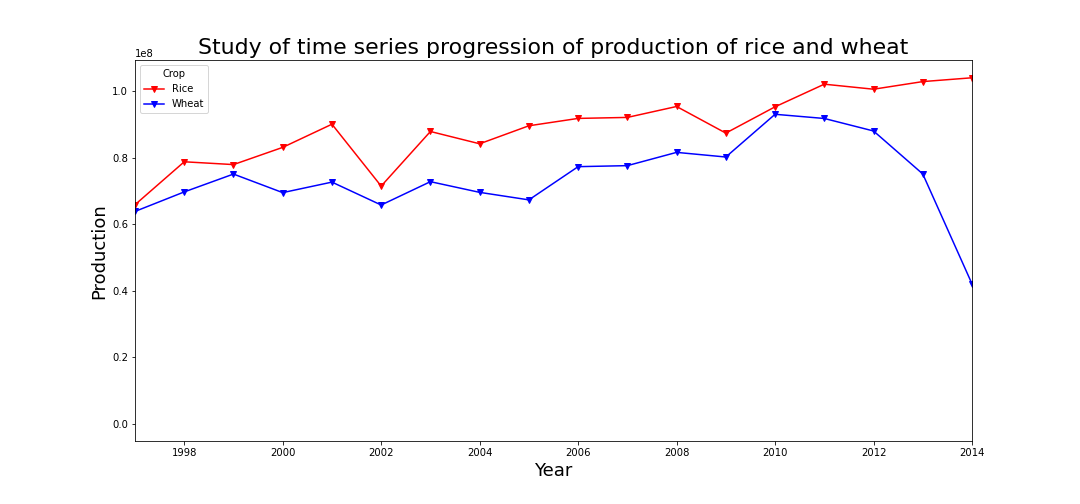 Study of time series progression of production of rice and wheat
1e8
Crop
Rice
Wheat
1.0
0.8
0.6
0.4
0.2
0.0
Production
1998 2000 2002 2004 2006 2008 2010 2012 2014
Year